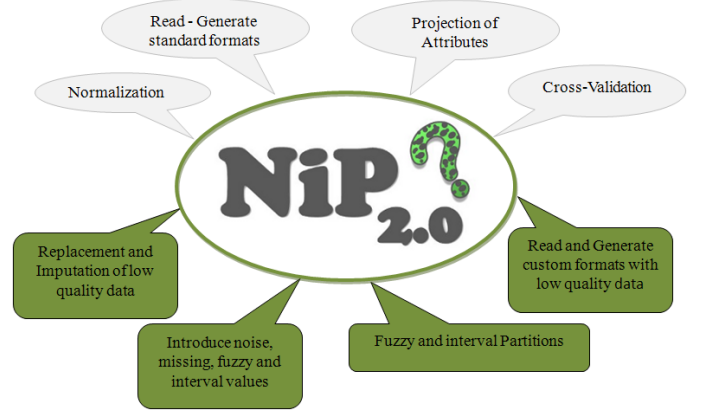 Read - Generate
standard formats
Projection of
Attributes
Normalization
Cross-Validation
NiP?
2.0
Replacement and
Imputation of low
quality data
Read and Generate
custom formats with
low quality data
Introduce noise,
missing, fuzzy and
interval values
Fuzzy and interval Partitions